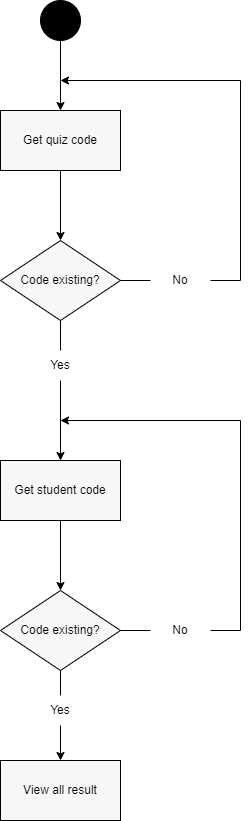 Get quiz code
Code existing?
No
Yes
Get student code
Code existing?
No
Yes
View all result